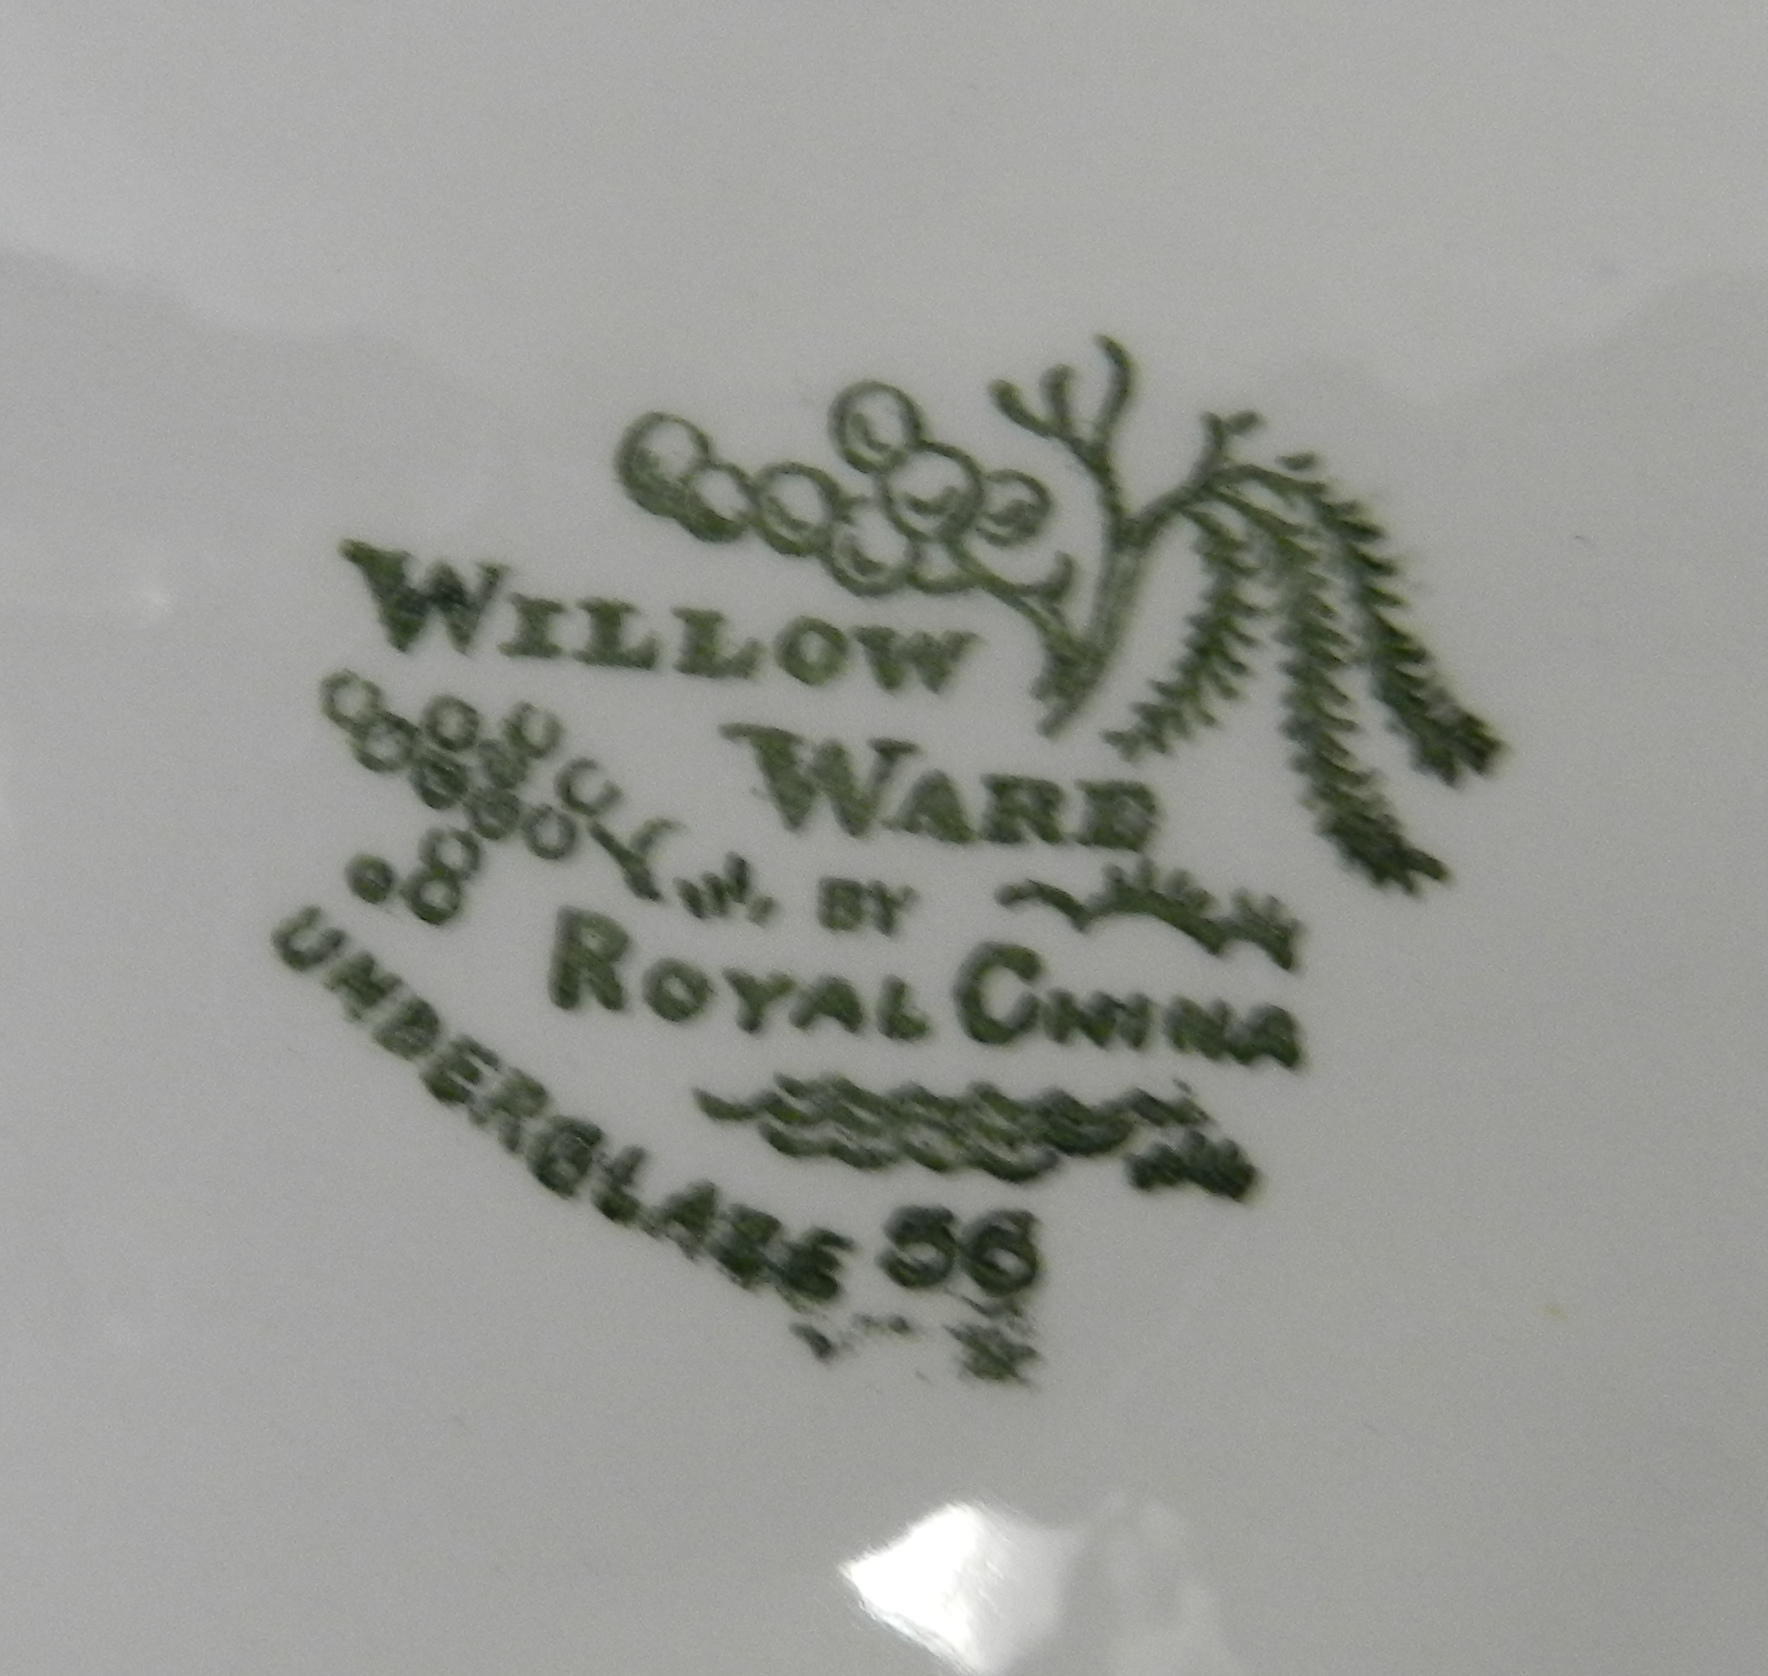 WILLOW
WARE
BY
ROYAL CHINA
UNDERGLAZE 56